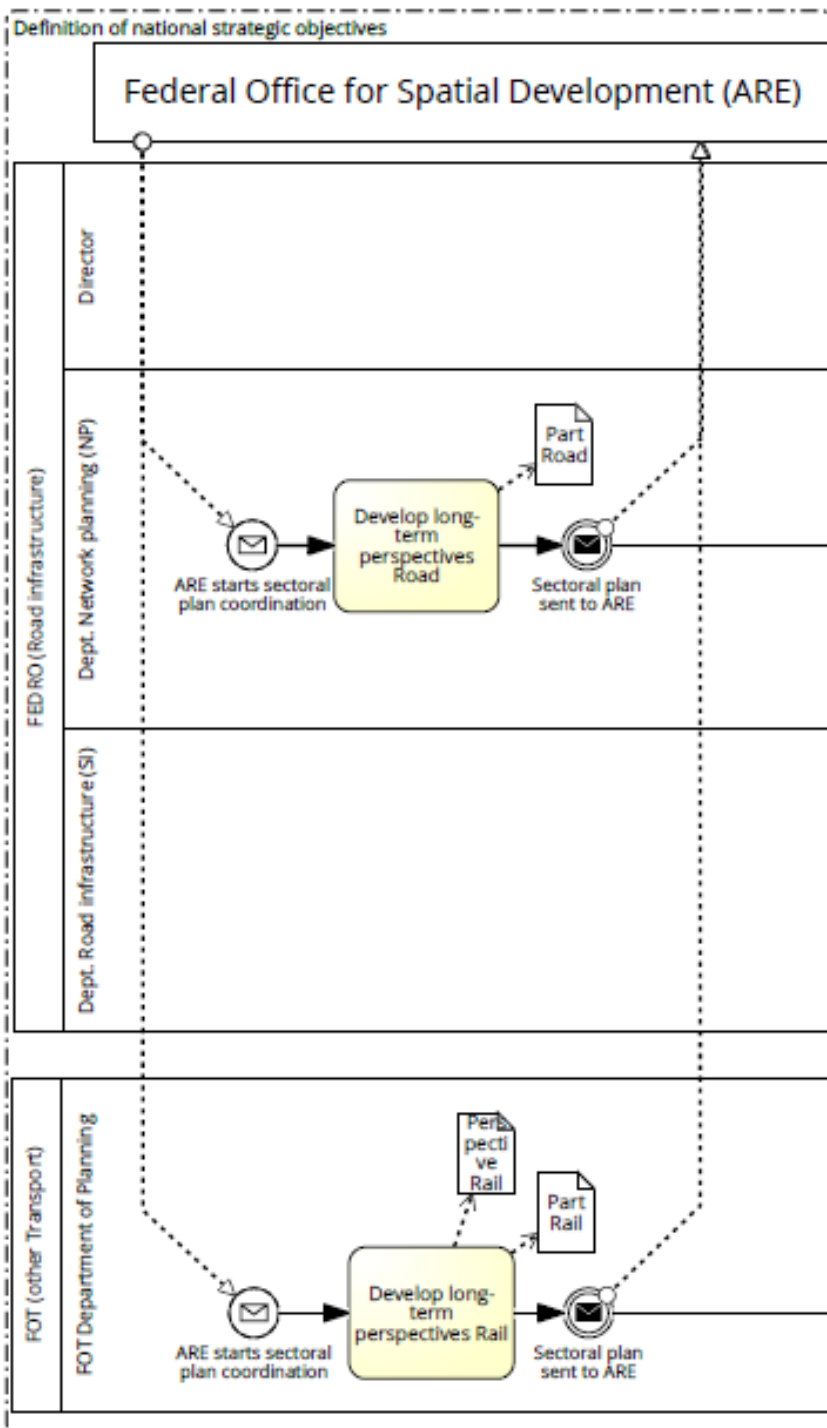 Definition of national strategic objectives
Federal Office for Spatial Development (ARE)
FEDRO (Road infrastructure)
Director
Dept. Network planning (NP)
Part
Road
Develop long-
term
perspectives
Road
ARE starts sectoral
plan coordination
Sectoral plan
sent to ARE
Dept. Road infrastructure (SI)
FOT (other Transport)
FOT Department of Planning
Pers
pecti
ve
Rail
Part
Rail
Develop long-
term
perspectives Rail
ARE starts sectoral
plan coordination
Sectoral plan
sent to ARE